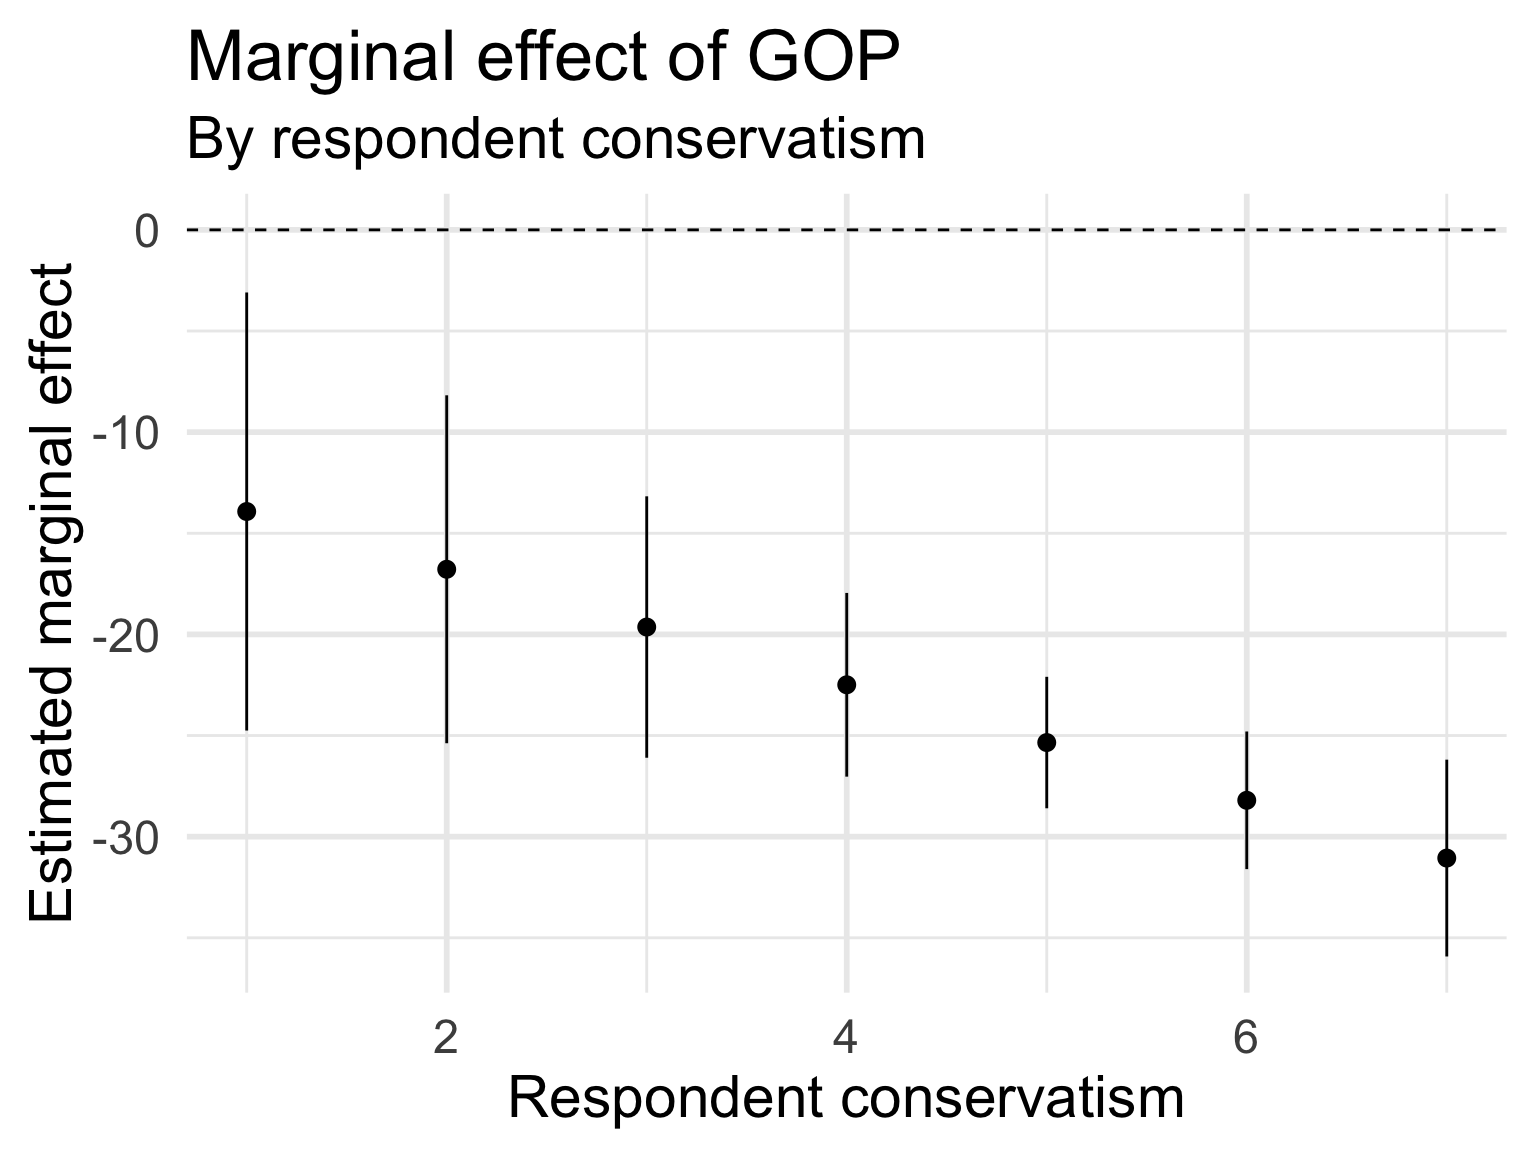 Marginal effect of GOP
By respondent conservatism
Estimated marginal effect
0
-10
-20
-30
2 4 6
Respondent conservatism